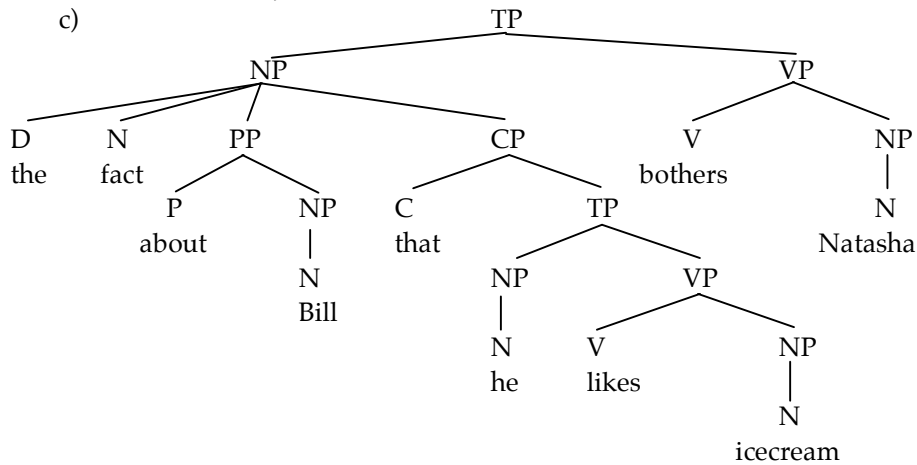 c) TP
NP VP
D N PP CP V NP
the fact bothers
P NP C TP N
about that Natasha
N NP VP
Bill
N V NP
he likes
N
icecream